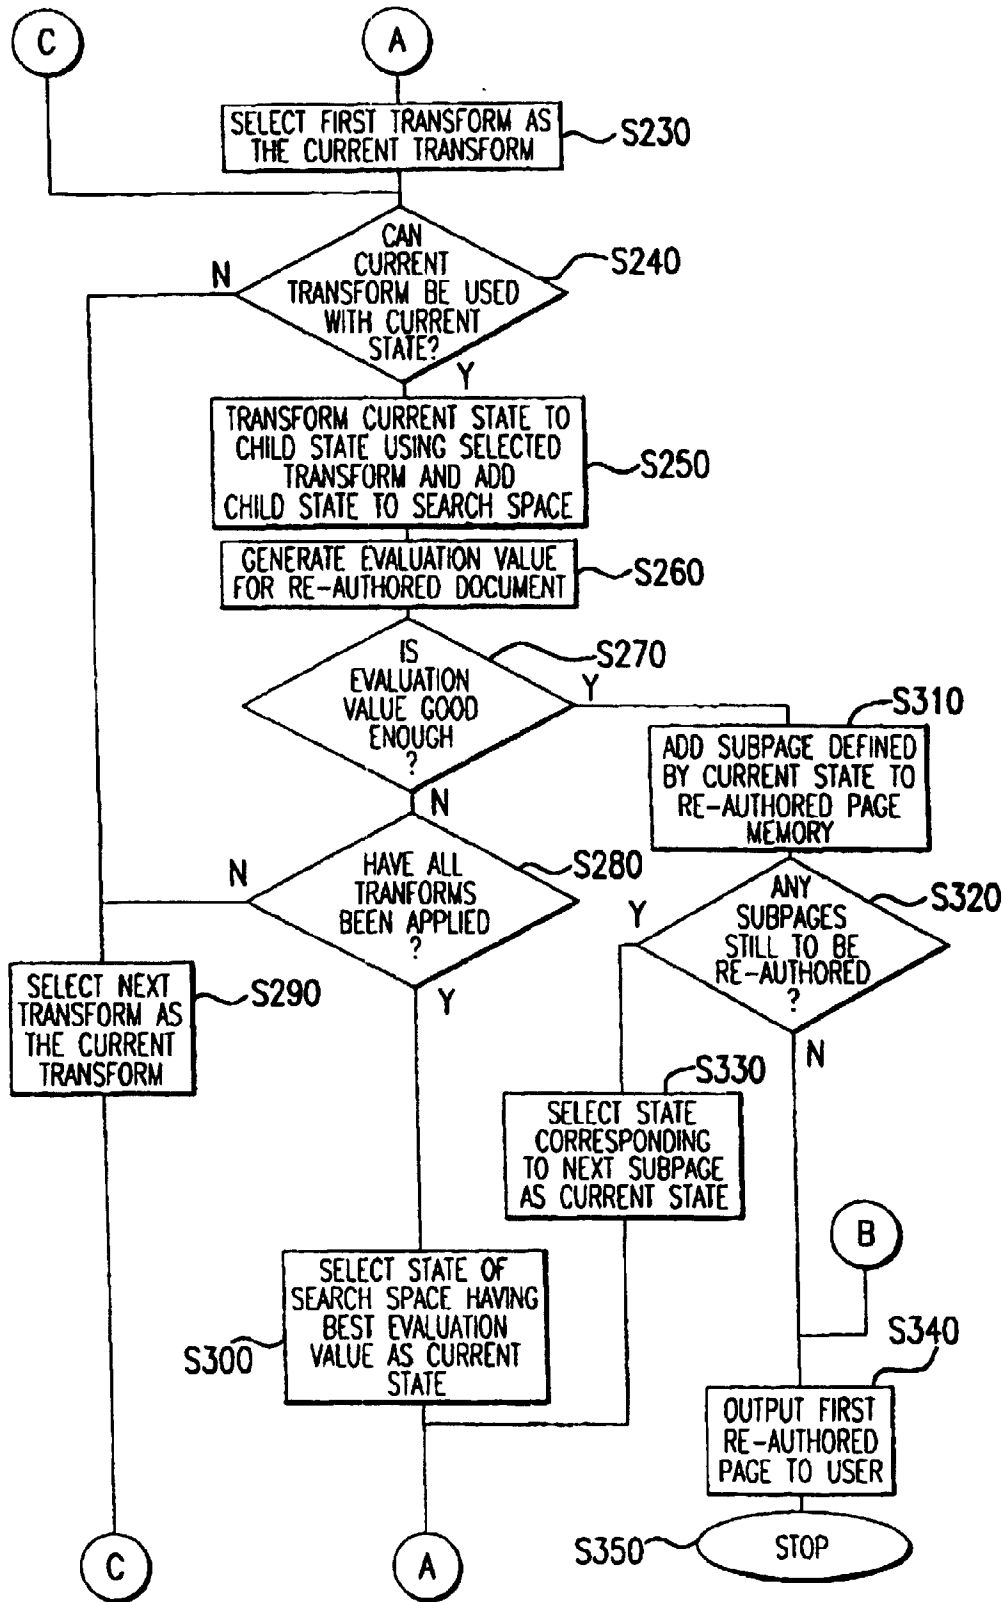 C
A
SELECT FIRST TRANSFORM AS
THE CURRENT TRANSFORM
S230
CAN
CURRENT
TRANSFORM BE USED
WITH CURRENT
STATE?
S240
N
Y
TRANSFORM CURRENT STATE TO
CHILD STATE USING SELECTED
TRANSFORM AND ADD
CHILD STATE TO SEARCH SPACE
S250
GENERATE EVALUATION VALUE
FOR RE-AUTHORED DOCUMENT
S260
IS
EVALUATION
VALUE GOOD
ENOUGH
?
S270
Y
N
S310
ADD SUBPAGE DEFINED
BY CURRENT STATE TO
RE-AUTHORED PAGE
MEMORY
HAVE ALL
TRANFORMS
BEEN APPLIED
?
S280
N
Y
ANY
SUBPAGES
STILL TO BE
RE-AUTHORED
?
S320
Y
N
SELECT NEXT
TRANSFORM AS
THE CURRENT
TRANSFORM
S290
S330
SELECT STATE
CORRESPONDING
TO NEXT SUBPAGE
AS CURRENT STATE
B
SELECT STATE OF
SEARCH SPACE HAVING
BEST EVALUATION
VALUE AS CURRENT
STATE
S300
S340
OUTPUT FIRST
RE-AUTHORED
PAGE TO USER
S350
STOP
C
A